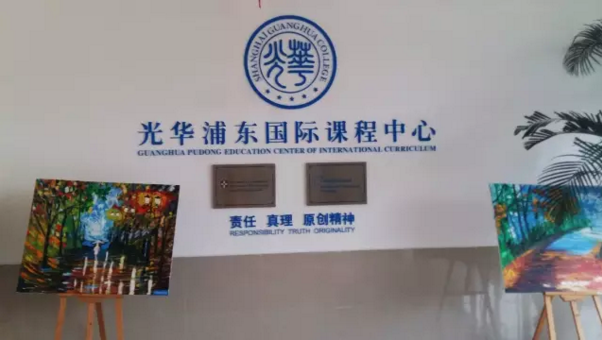 SHANGHAI GUANGHUA COLLEGE
光华浦东国际课程中心
GUANGHUA PUDONG EDUCATION CENTER OF INTERNATIONAL CURRICULUM
责任 真理 原创精神
RESPONSIBILITY TRUTH ORIGINALITY